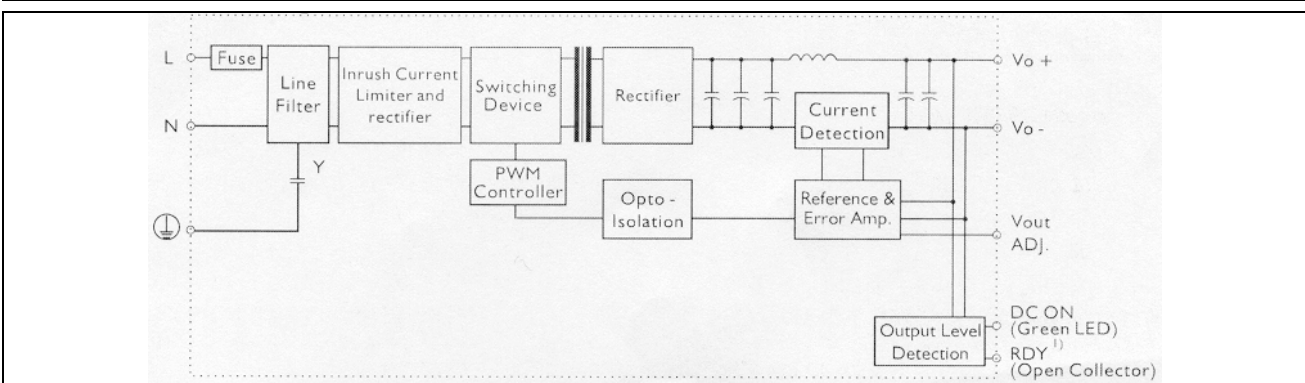 L
Fuse
Line
Filter
Inrush Current
Limiter and
rectifier
Switching
Device
Rectifier
Current
Detection
Vo +
N
Vo -
Y
PWM
Controller
Opto -
Isolation
Reference &
Error Amp.
Vout
ADJ.
Output Level
Detection
DC ON
(Green LED)
RDY 1)
(Open Collector)